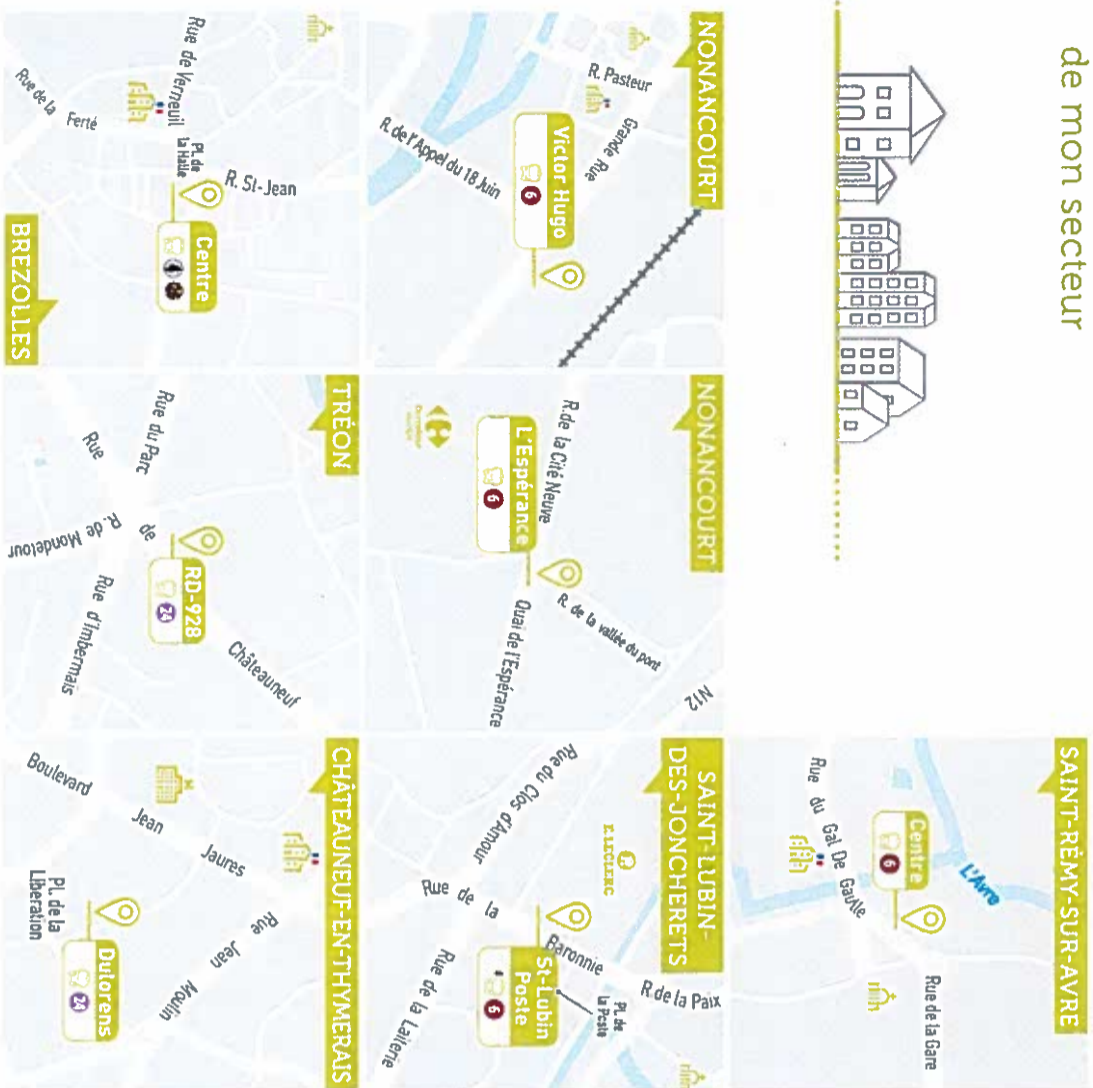 de mon secteur
NONANCOURT
R. Pasteur
Grande Rue
R. de l'Appel du 18 Juin
Victor Hugo
6
NONANCOURT
R. de la Cité Neuve
L'Espérance
6
R. de la vallée du pont
Quai de l'Espérance
N12
SAINT-RÉMY-SUR-AVRE
L'Avre
Centre
6
Rue du Gal De Gaulle
Rue de la Gare
SAINT-LUBIN-
DES-JONCHERETS
E.LECLERC
Rue du Clos d'Amour
Rue de la
Baronnie
R. de la Paix
Pl. de
la Poste
St-Lubin
Poste
6
Rue de la Laiterie
BREZOLLES
Rue de Verneuil
Rue de la
Ferté
Pl. de
la Halle
R. St-Jean
Centre
TRÉON
Rue du Parc
Rue
de
Châteauneuf
R. de Mondetour
RD-928
24
Rue d'Imbermais
CHÂTEAUNEUF-EN-THYMERAIS
Boulevard
Jean
Jaures
Rue
Jean
Moulin
Pl. de la
Libération
Dulorens
24